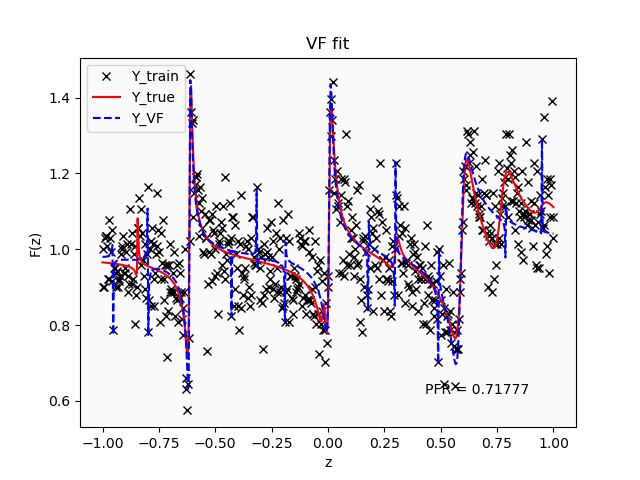 VF fit
Y_train
Y_true
Y_VF
F(z)
1.4
1.2
1.0
0.8
0.6
PFR = 0.71777
−1.00 −0.75 −0.50 −0.25 0.00 0.25 0.50 0.75 1.00
z